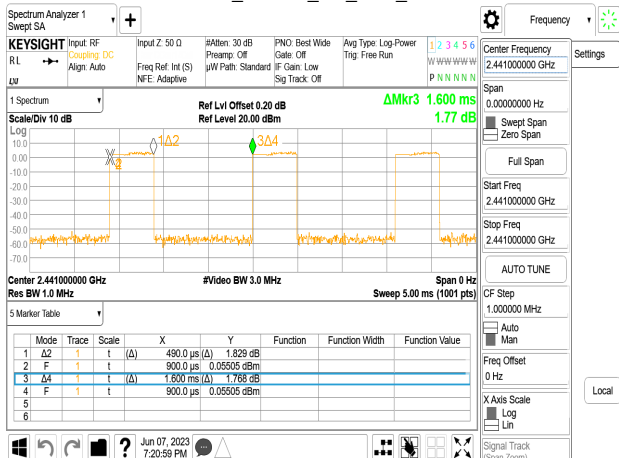 Spectrum Analyzer 1
Swept SA
+
Frequency
KEYSIGHT
Input: RF
Input Z: 50 Ω
#Atten: 30 dB
PNO: Best Wide
Avg Type: Log-Power
1 2 3 4 5 6
RL
Coupling: DC
Preamp: Off
Gate: Off
Trig: Free Run
Align: Auto
Freq Ref: Int (S)
µW Path: Standard
IF Gain: Low
W W W W W W
NFE: Adaptive
Sig Track: Off
P N N N N N
LXI
1 Spectrum
Ref Lvl Offset 0.20 dB
ΔMkr3 1.600 ms
Scale/Div 10 dB
Ref Level 20.00 dBm
1.77 dB
Log
10.0
0.00
-10.0
-20.0
-30.0
-40.0
-50.0
-60.0
-70.0
1Δ2
3Δ4
2
Center 2.441000000 GHz
#Video BW 3.0 MHz
Span 0 Hz
Res BW 1.0 MHz
Sweep 5.00 ms (1001 pts)
5 Marker Table
Mode Trace Scale X Y Function Function Width Function Value
1 Δ2 1 t (Δ) 490.0 µs (Δ) 1.829 dB
2 F 1 t 900.0 µs 0.05505 dBm
3 Δ4 1 t (Δ) 1.600 ms (Δ) 1.768 dB
4 F 1 t 900.0 µs 0.05505 dBm
5
6
?
Jun 07, 2023
7:20:59 PM
Center Frequency
2.441000000 GHz
Settings
Span
0.00000000 Hz
Swept Span
Zero Span
Full Span
Start Freq
2.441000000 GHz
Stop Freq
2.441000000 GHz
AUTO TUNE
CF Step
1.000000 MHz
Auto
Man
Freq Offset
0 Hz
Local
X Axis Scale
Log
Lin
Signal Track
(Span Zoom)